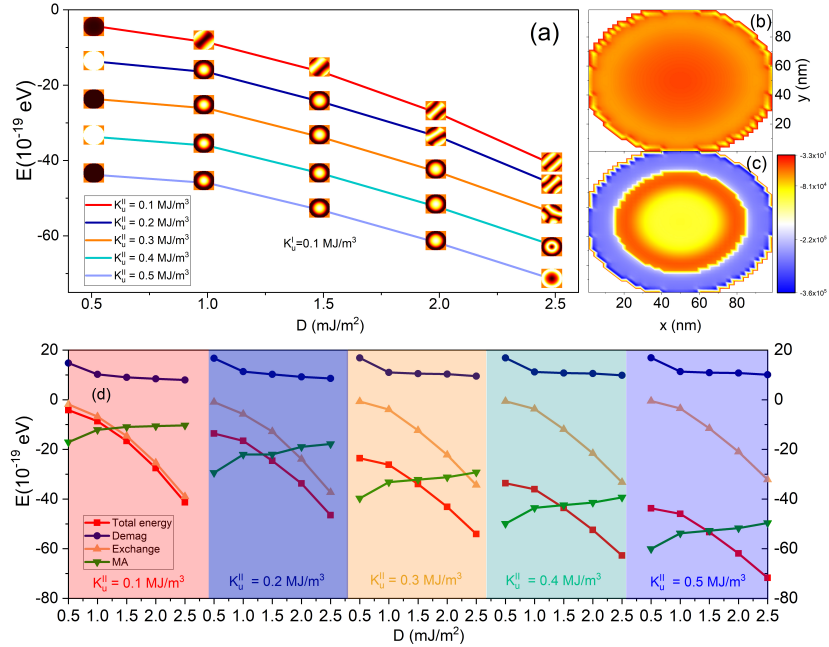 (a)
E(10⁻¹⁹ eV)
0
-20
-40
-60
K_u^II = 0.1 MJ/m³
K_u^II = 0.2 MJ/m³
K_u^II = 0.3 MJ/m³
K_u^II = 0.4 MJ/m³
K_u^II = 0.5 MJ/m³
K_u^I=0.1 MJ/m³
0.5 1.0 1.5 2.0 2.5
D (mJ/m²)
(b)
80
60
40
20
y (nm)
(c)
-8.1x10⁴
20 40 60 80
x (nm)
(d)
E(10⁻¹⁹ eV)
20
0
-20
-40
-60
-80
Total energy
Demag
Exchange
MA
K_u^II = 0.1 MJ/m³
K_u^II = 0.2 MJ/m³
K_u^II = 0.3 MJ/m³
K_u^II = 0.4 MJ/m³
K_u^II = 0.5 MJ/m³
20
0
-20
-40
-60
-80
0.5 1.0 1.5 2.0 2.5 0.5 1.0 1.5 2.0 2.5 0.5 1.0 1.5 2.0 2.5 0.5 1.0 1.5 2.0 2.5 0.5 1.0 1.5 2.0 2.5
D (mJ/m²)